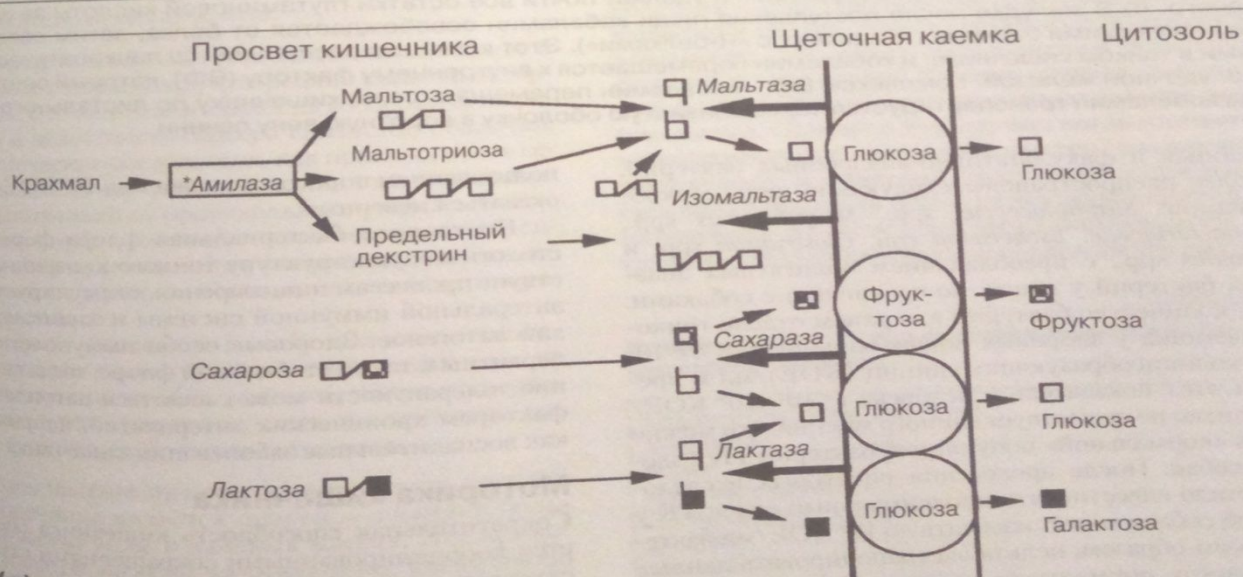 Просвет кишечника
Щеточная каемка
Цитозоль
Мальтоза
Мальтаза
Мальтотриоза
Глюкоза
Глюкоза
Крахмал
*Амилаза
Изомальтаза
Предельный
декстрин
Фрук-
тоза
Фруктоза
Сахароза
Сахараза
Глюкоза
Глюкоза
Лактаза
Лактоза
Глюкоза
Галактоза